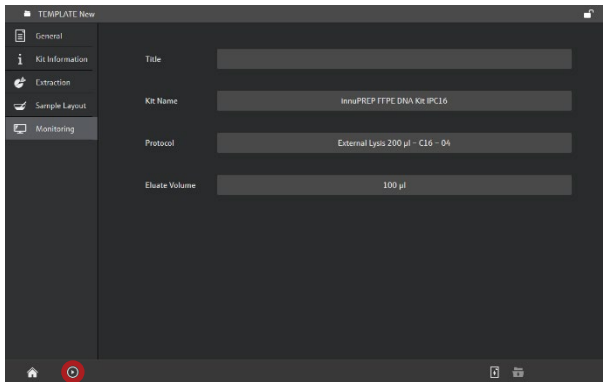 TEMPLATE New
General
Kit Information
Extraction
Sample Layout
Monitoring
Title
Kit Name
InnuPREP FFPE DNA Kit IPC16
Protocol
External Lysis 200 µl – C16 – 04
Eluate Volume
100 µl